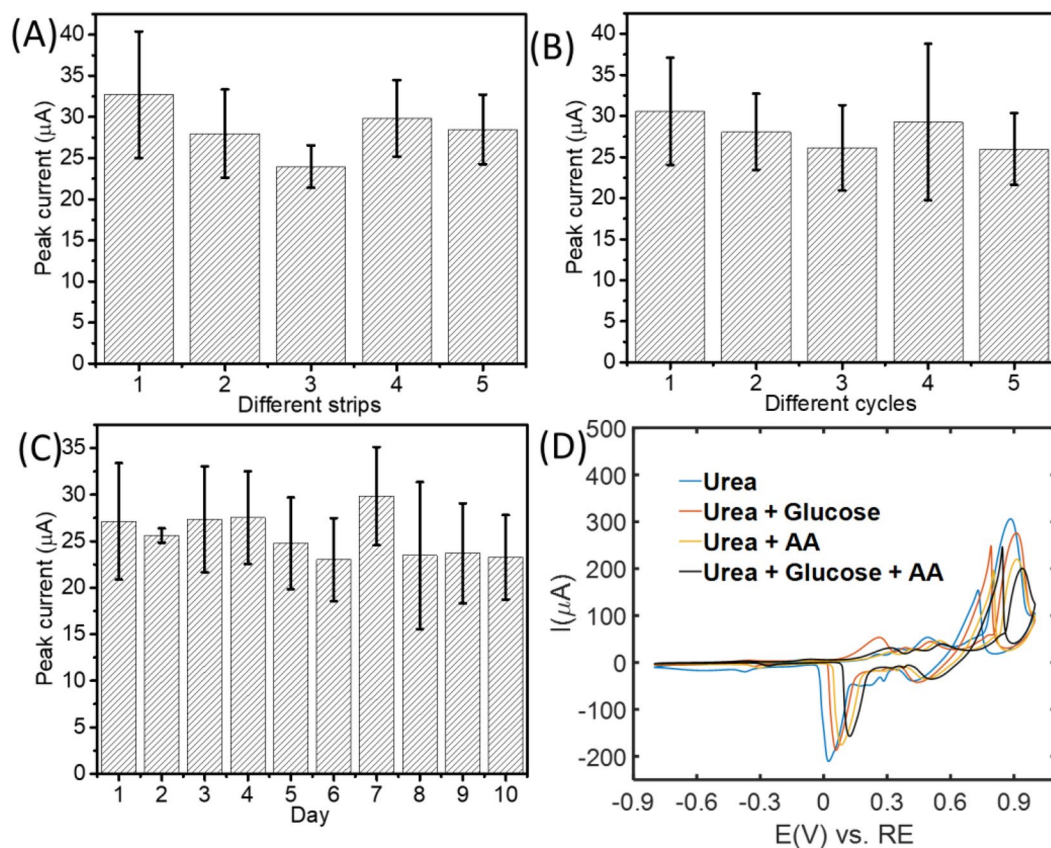 (A)
Peak current (μA)
40
35
30
25
20
15
10
5
0
1 2 3 4 5
Different strips
(B)
Peak current (μA)
40
35
30
25
20
15
10
5
0
1 2 3 4 5
Different cycles
(C)
Peak current (μA)
35
30
25
20
15
10
5
0
1 2 3 4 5 6 7 8 9 10
Day
(D)
I(μA)
500
400
300
200
100
0
-100
-200
Urea
Urea + Glucose
Urea + AA
Urea + Glucose + AA
-0.9 -0.6 -0.3 0 0.3 0.6 0.9
E(V) vs. RE